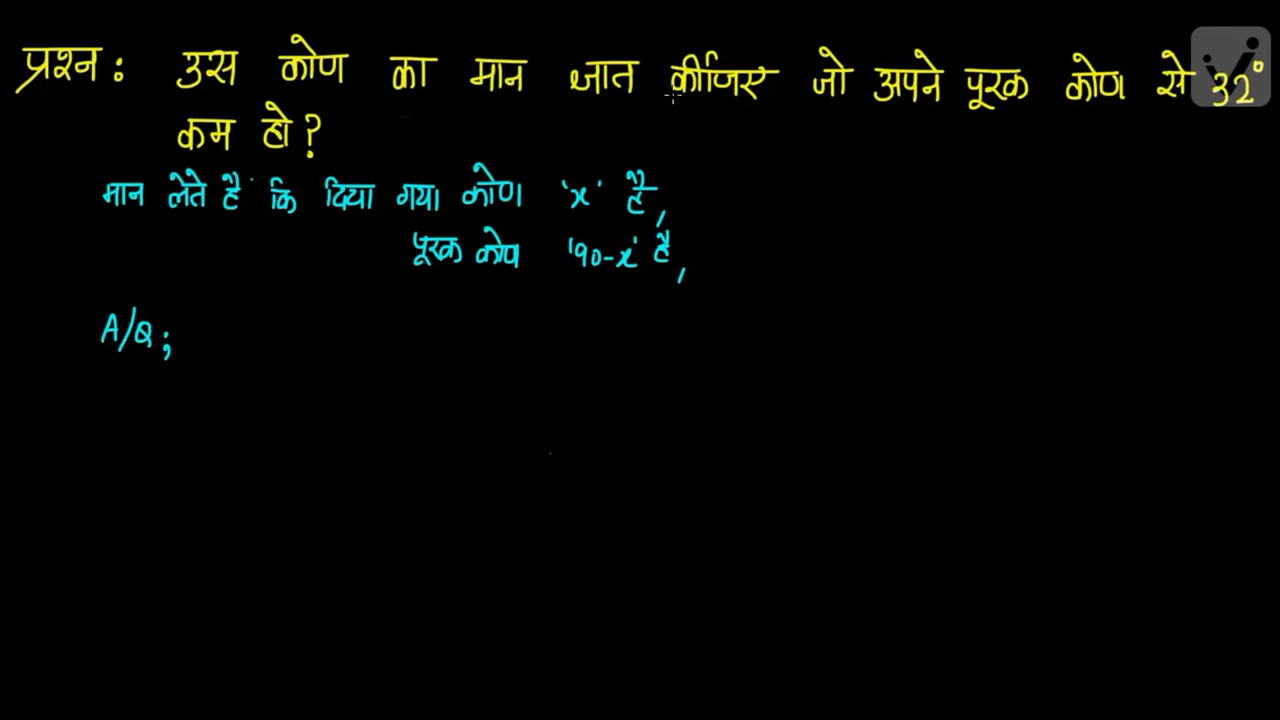 प्रश्न: उस कोण का मान ज्ञात कीजिए जो अपने पूरक कोण से 32°
कम हो?
मान लेते है कि दिया गया कोण 'x' है,
पूरक कोण '90-x' है,
A/Q;